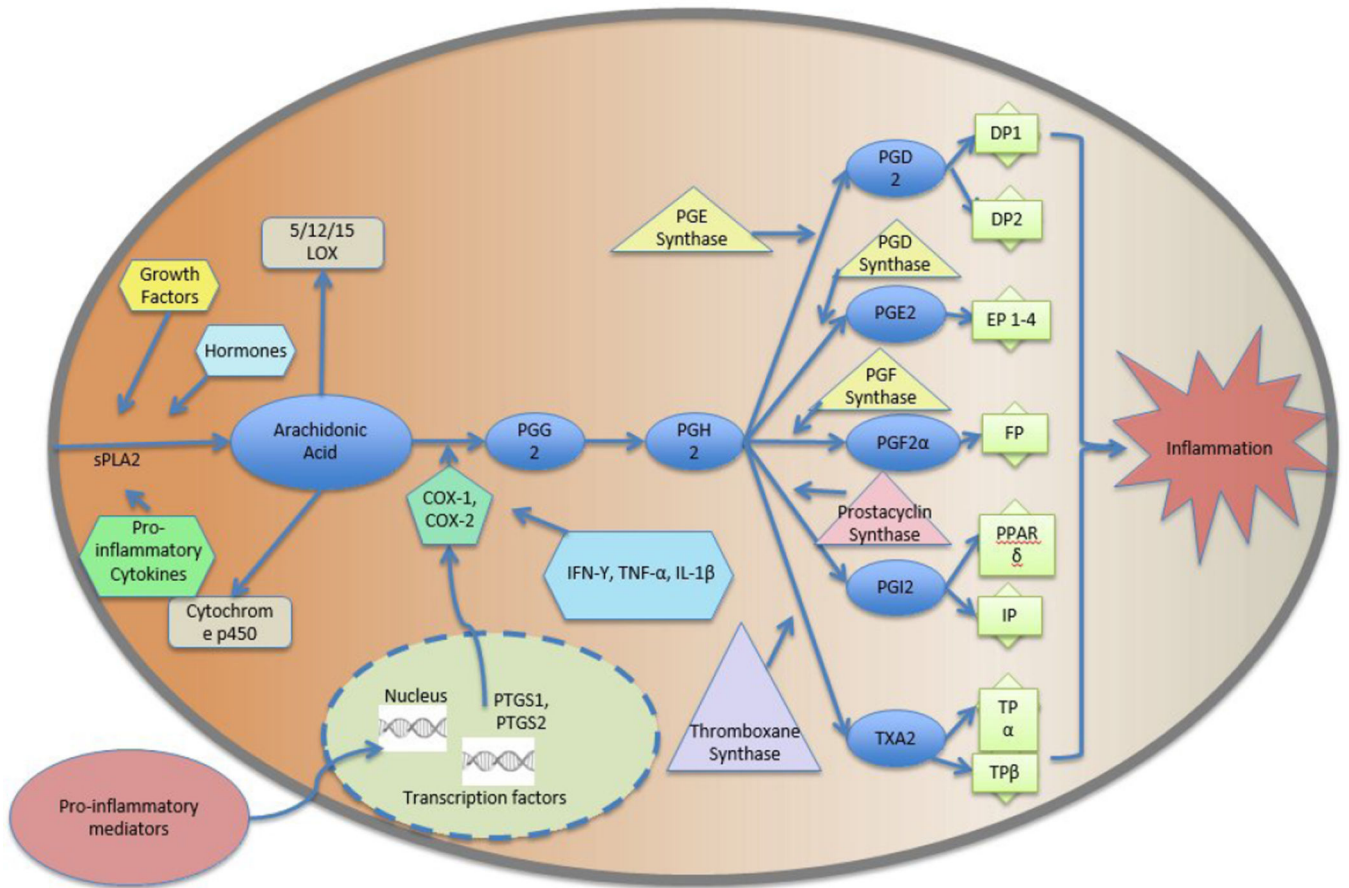 5/12/15
LOX
Growth
Factors
Hormones
sPLA2
Arachidonic
Acid
Pro-
inflammatory
Cytokines
Cytochrom
e p450
COX-1,
COX-2
PGG
2
PGH
2
IFN-Y, TNF-α, IL-1β
Nucleus
PTGS1,
PTGS2
Transcription factors
Pro-inflammatory
mediators
PGE
Synthase
PGD
Synthase
PGF
Synthase
Prostacyclin
Synthase
Thromboxane
Synthase
PGD
2
PGE2
PGF2α
PGI2
TXA2
DP1
DP2
EP 1-4
FP
PPAR
δ
IP
TP
α
TPβ
Inflammation